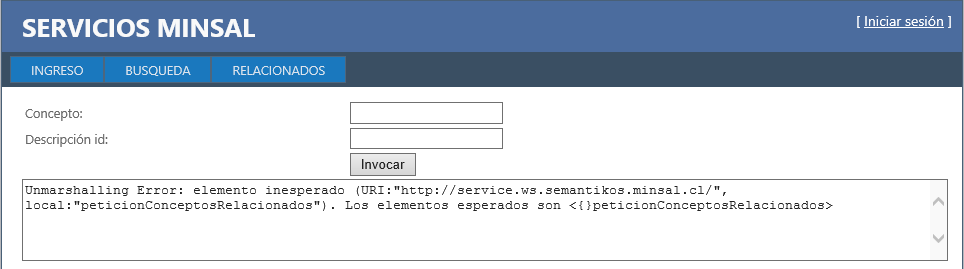 SERVICIOS MINSAL
[ Iniciar sesión ]
INGRESO BUSQUEDA RELACIONADOS
Concepto:
Descripción id:
Invocar
Unmarshalling Error: elemento inesperado (URI:"http://service.ws.semantikos.minsal.cl/",
local:"peticionConceptosRelacionados"). Los elementos esperados son <{}peticionConceptosRelacionados>